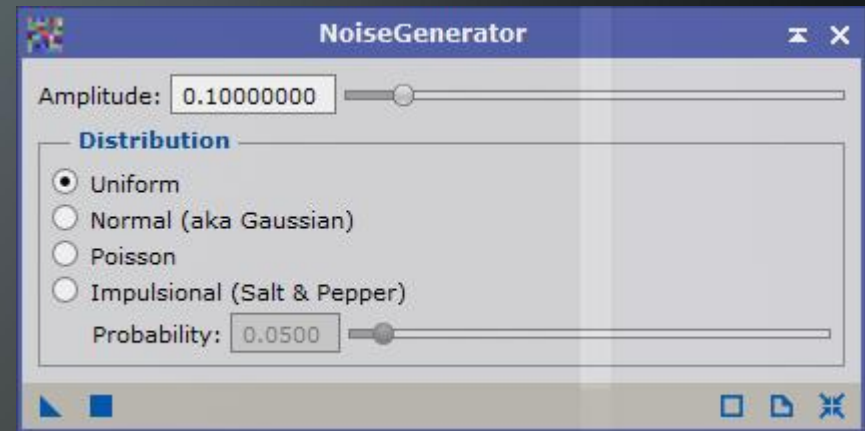 NoiseGenerator
Amplitude: 0.10000000
Distribution
Uniform
Normal (aka Gaussian)
Poisson
Impulsional (Salt & Pepper)
Probability: 0.0500